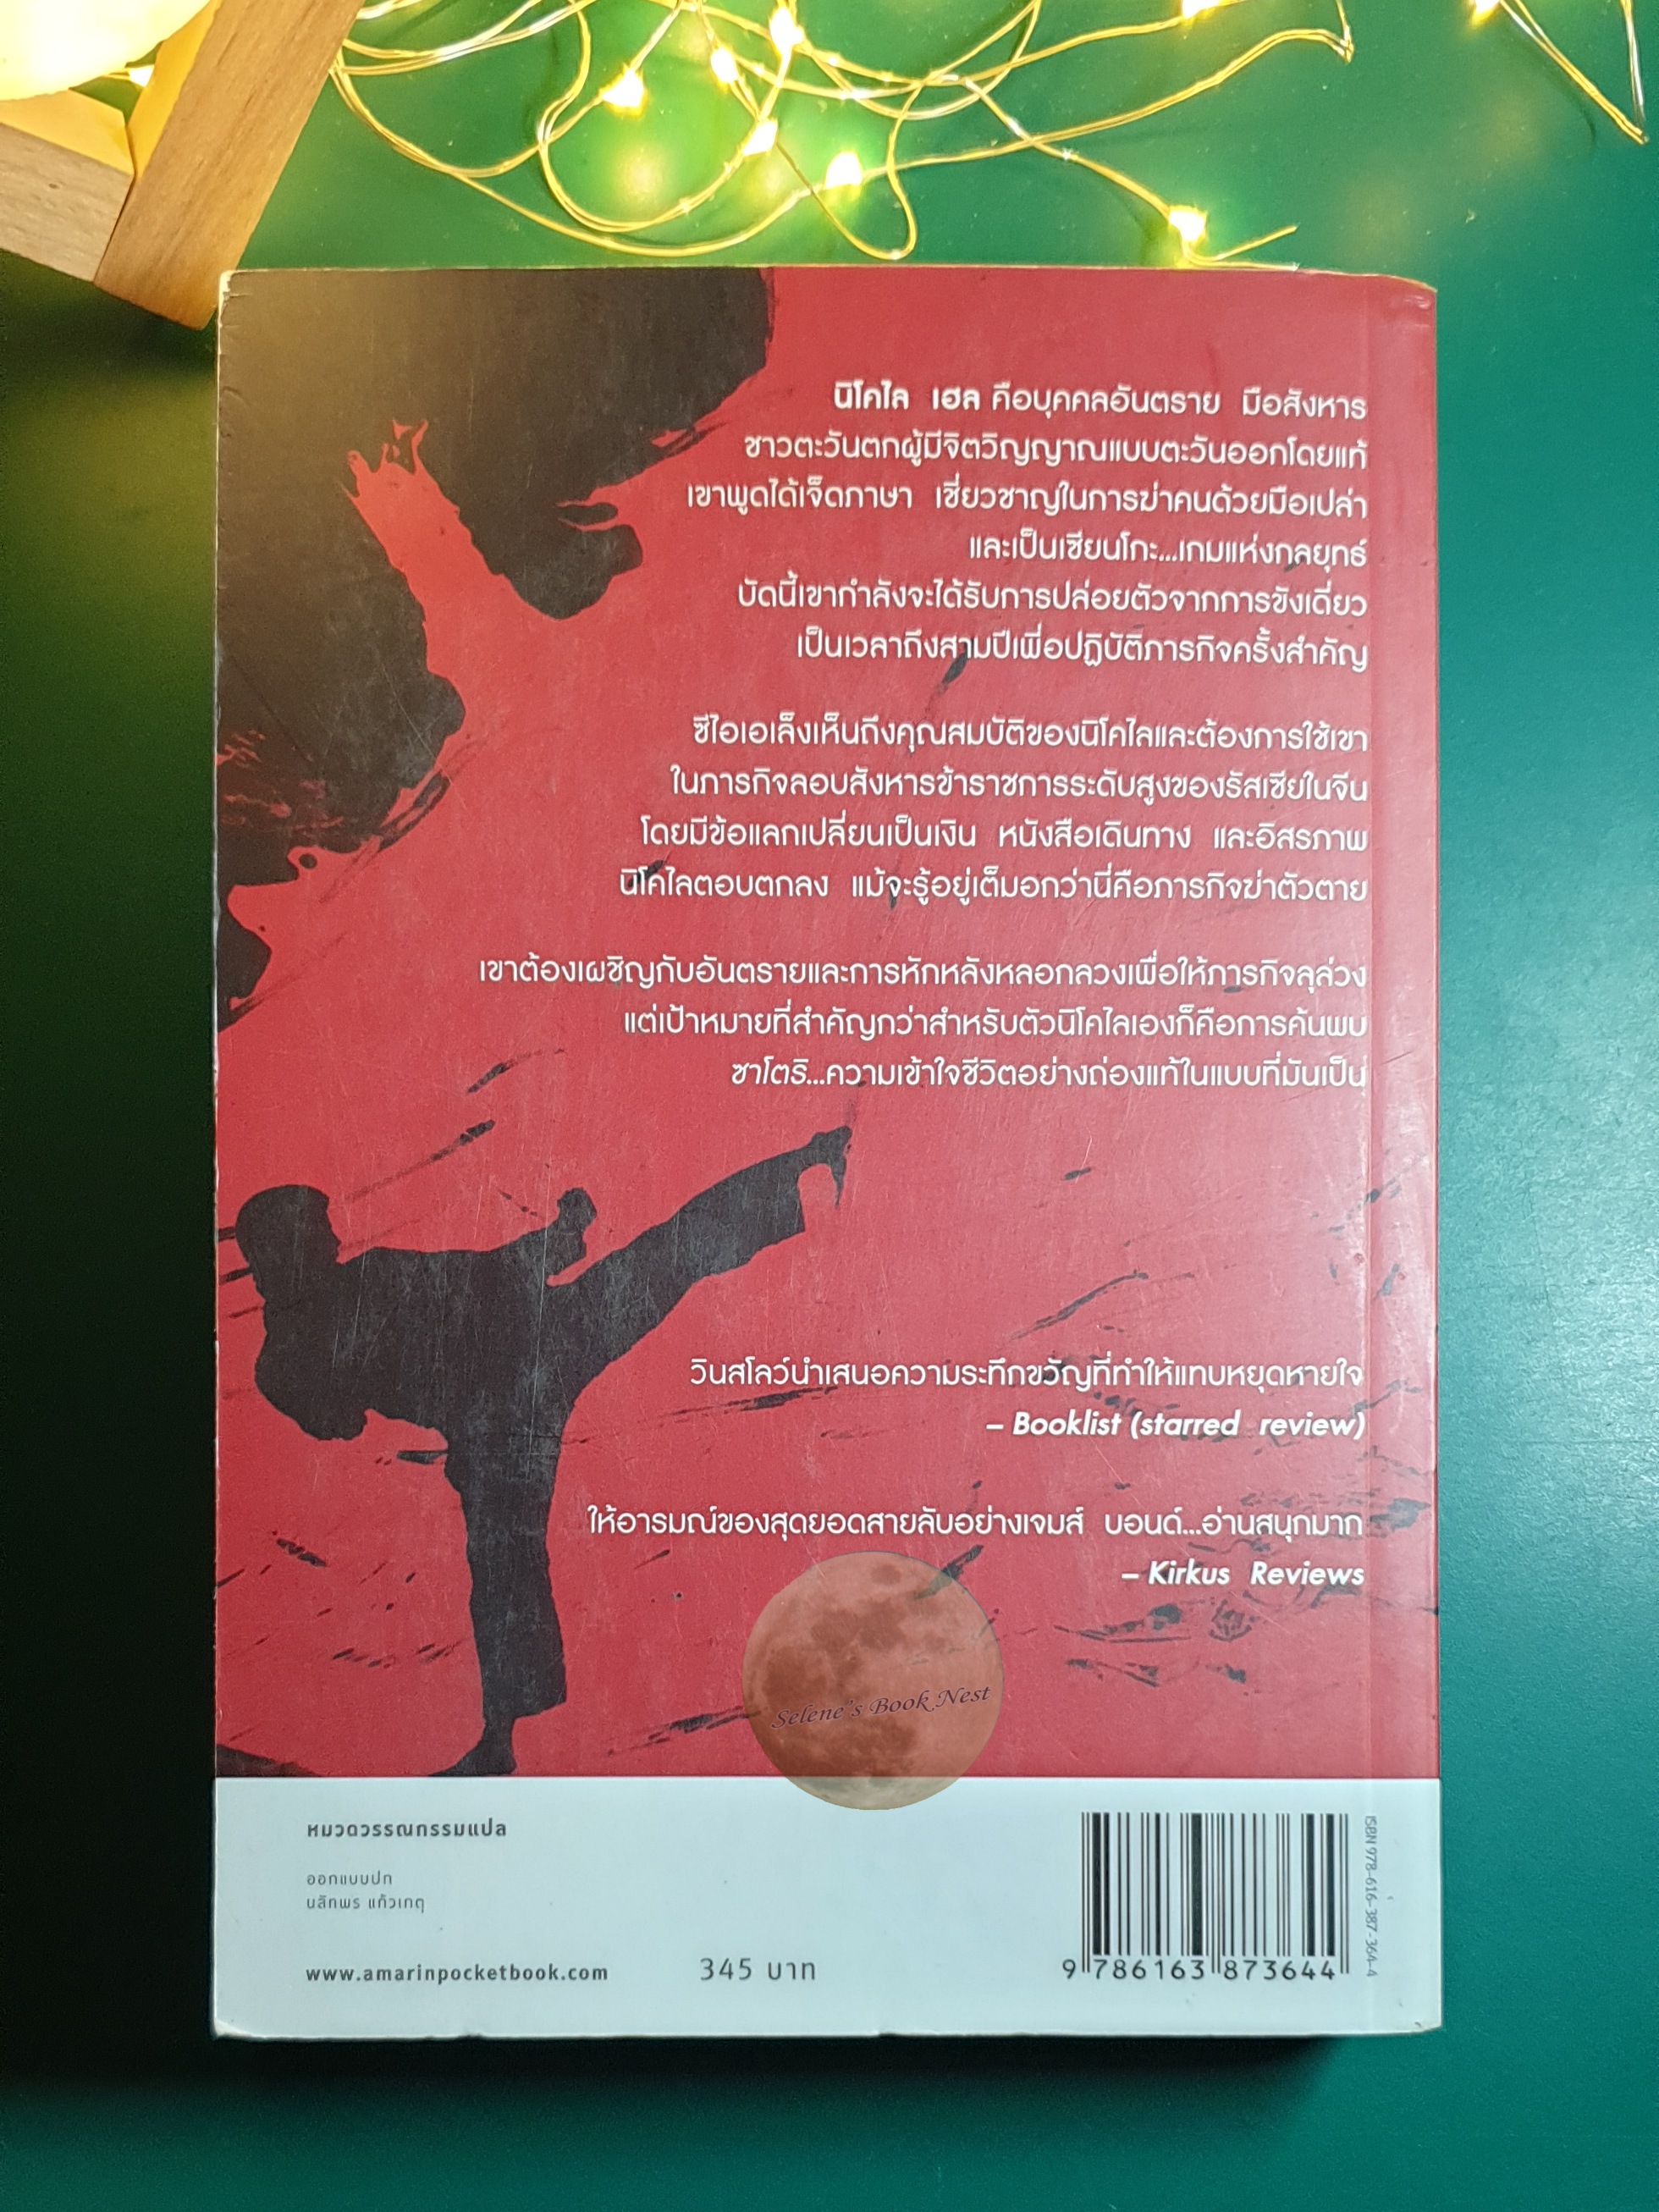 นิโคไล เฮล คือบุคคลอันตราย มือสังหาร
ชาวตะวันตกผู้มีจิตวิญญาณแบบตะวันออกโดยแท้
เขาพูดได้เจ็ดภาษา เชี่ยวชาญในการฆ่าคนด้วยมือเปล่า
และเป็นเซียนโกะ...เกมแห่งกลยุทธ์
บัดนี้เขากำลังจะได้รับการปล่อยตัวจากการขังเดี่ยว
เป็นเวลาถึงสามปีเพื่อปฏิบัติภารกิจครั้งสำคัญ
ซีไอเอเล็งเห็นถึงคุณสมบัติของนิโคไลและต้องการใช้เขา
ในภารกิจลอบสังหารข้าราชการระดับสูงของรัสเซียในจีน
โดยมีข้อแลกเปลี่ยนเป็นเงิน หนังสือเดินทาง และอิสรภาพ
นิโคไลตอบตกลง แม้จะรู้อยู่เต็มอกว่านี่คือภารกิจฆ่าตัวตาย
เขาต้องเผชิญกับอันตรายและการหักหลังหลอกลวงเพื่อให้ภารกิจลุล่วง
แต่เป้าหมายที่สำคัญกว่าสำหรับตัวนิโคไลเองก็คือการค้นพบ
ซาโตริ...ความเข้าใจชีวิตอย่างถ่องแท้ในแบบที่มันเป็น
วินสโลว์นำเสนอความระทึกขวัญที่ทำให้แทบหยุดหายใจ
– Booklist (starred review)
ให้อารมณ์ของสุดยอดสายลับอย่างเจมส์ บอนด์...อ่านสนุกมาก
– Kirkus Reviews
Selene's Book Nest
หมวดวรรณกรรมแปล
ออกแบบปก
นลัทพร แก้วเกตุ
www.amarinpocketbook.com
345 บาท
9 786163 873644
ISBN 978-616-387-364-4